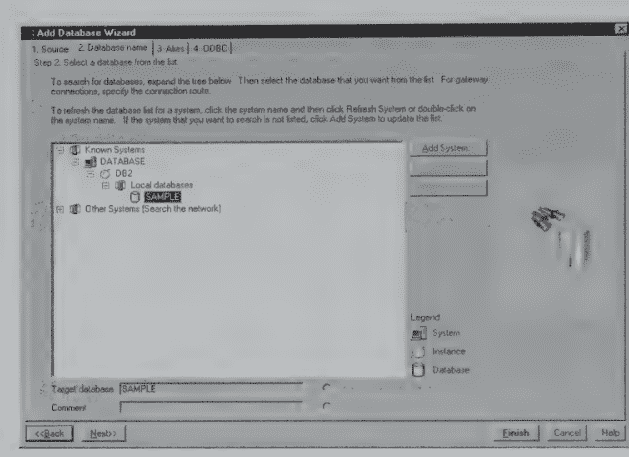 Add Database Wizard
1. Source 2. Database name 3. Alias 4. ODBC
Step 2. Select a database from the list.
To search for databases, expand the tree below. Then select the database that you want from the list. For gateway
connections, specify the connection route.
To refresh the database list for a system, click the system name and then click Refresh System or double-click on
the system name. If the system that you want to search is not listed, click Add System to update the list.
Known Systems
Add System
DATABASE
DB2
Local databases
SAMPLE
Other Systems (Search the network)
Legend
System
Instance
Database
Target database SAMPLE
Comment
<<Back Next>> Finish Cancel Help